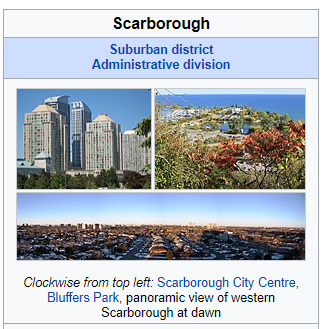 Scarborough
Suburban district
Administrative division
Clockwise from top left: Scarborough City Centre,
Bluffers Park, panoramic view of western
Scarborough at dawn